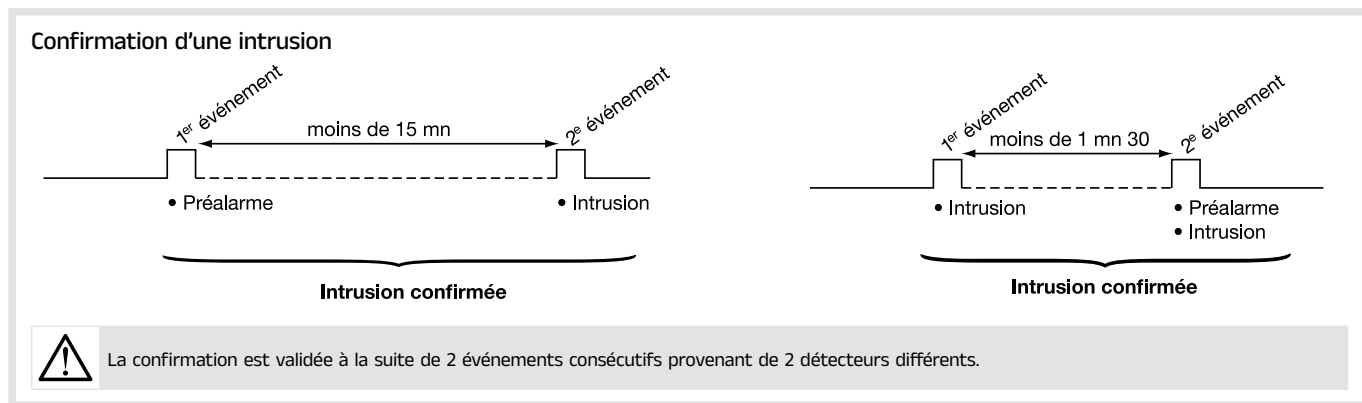 Confirmation d'une intrusion
1er événement
moins de 15 mn
2e événement
• Préalarme
• Intrusion
Intrusion confirmée
1er événement
moins de 1 mn 30
2e événement
• Intrusion
• Préalarme
• Intrusion
Intrusion confirmée
La confirmation est validée à la suite de 2 événements consécutifs provenant de 2 détecteurs différents.